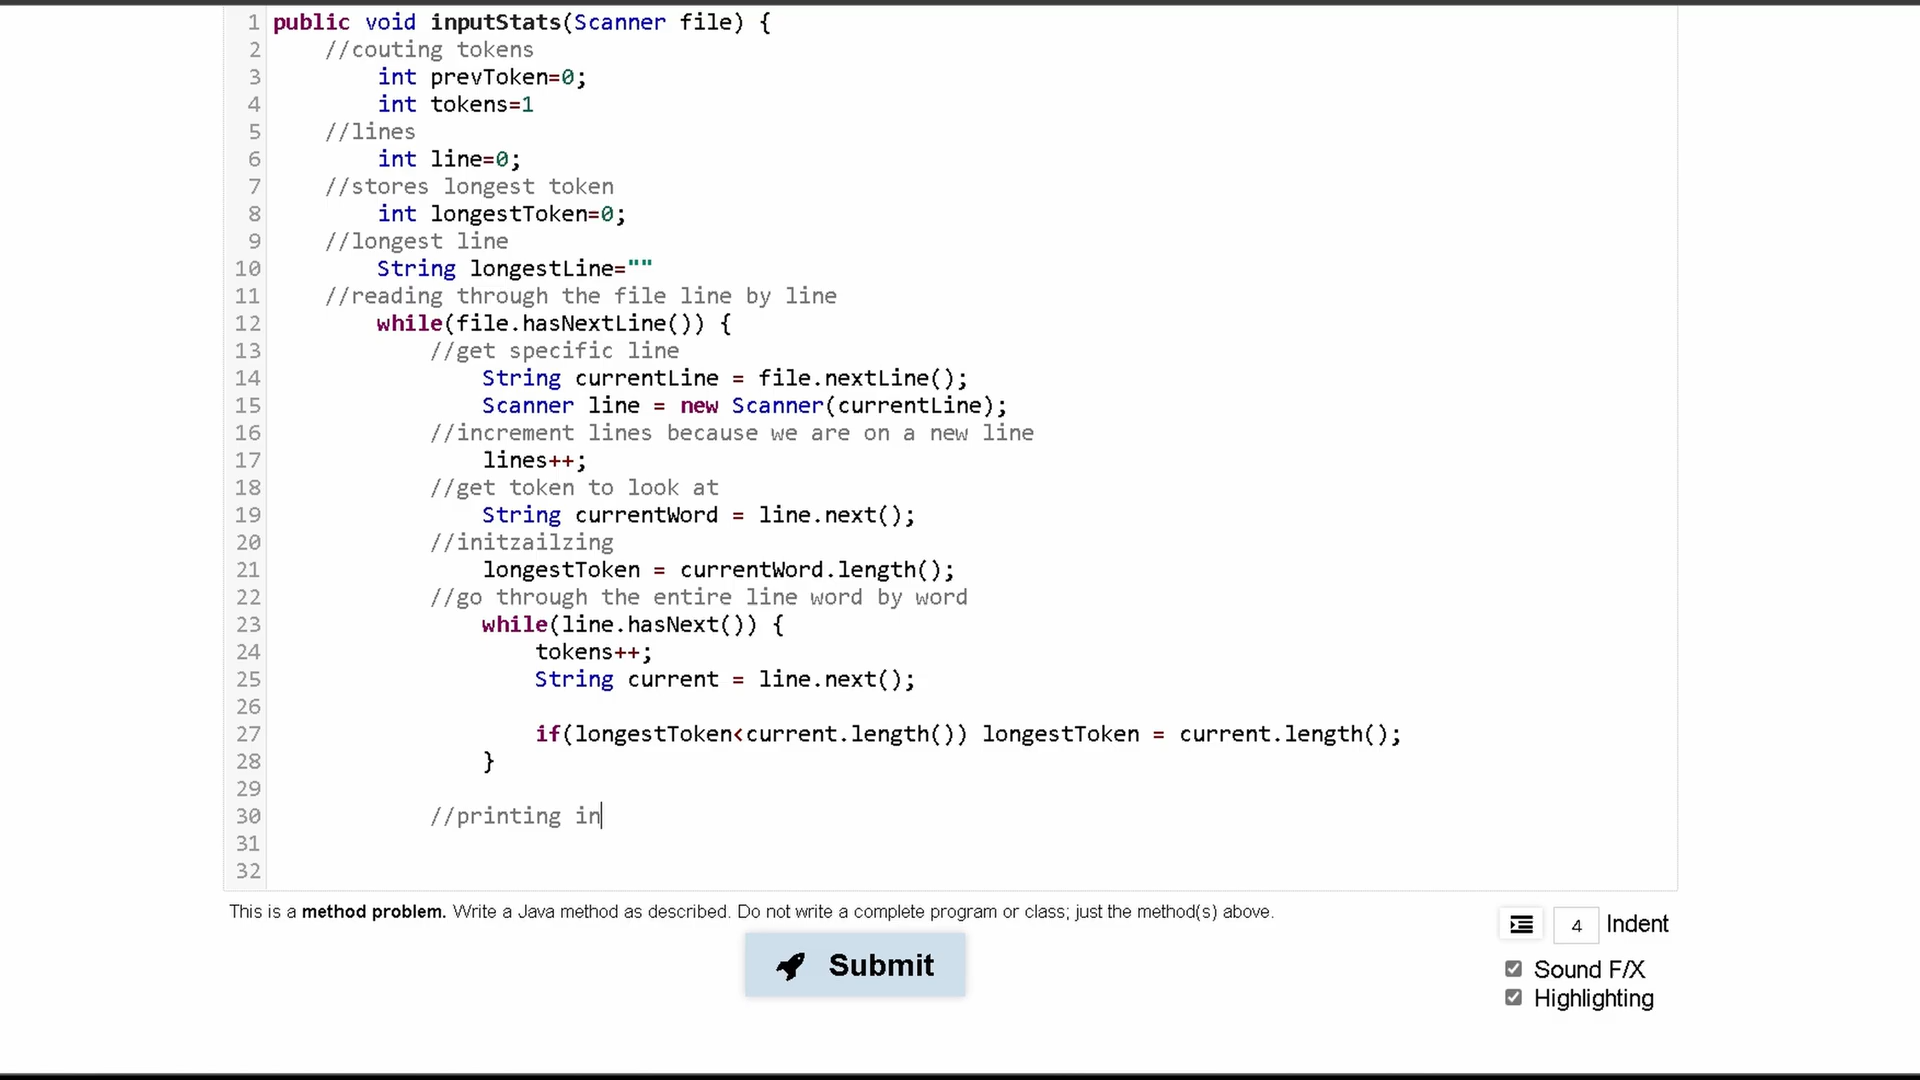 1 public void inputStats(Scanner file) {
2 //couting tokens
3 int prevToken=0;
4 int tokens=1
5 //lines
6 int line=0;
7 //stores longest token
8 int longestToken=0;
9 //longest line
10 String longestLine=""
11 //reading through the file line by line
12 while(file.hasNextLine()) {
13 //get specific line
14 String currentLine = file.nextLine();
15 Scanner line = new Scanner(currentLine);
16 //increment lines because we are on a new line
17 lines++;
18 //get token to look at
19 String currentWord = line.next();
20 //initzailzing
21 longestToken = currentWord.length();
22 //go through the entire line word by word
23 while(line.hasNext()) {
24 tokens++;
25 String current = line.next();
26
27 if(longestToken<current.length()) longestToken = current.length();
28 }
29
30 //printing in
31
32
This is a method problem. Write a Java method as described. Do not write a complete program or class; just the method(s) above.
4 Indent
Submit
Sound F/X
Highlighting